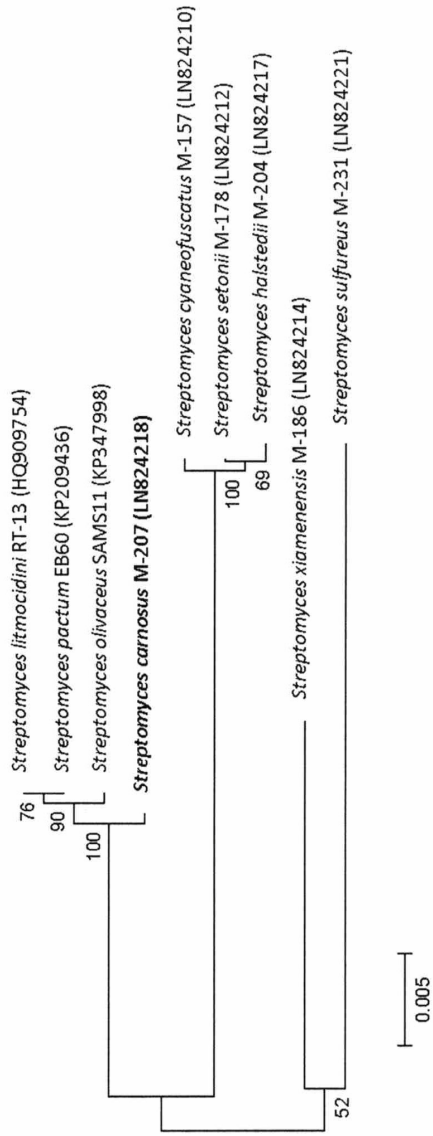 Streptomyces litmocidini RT-13 (HQ909754)
Streptomyces pactum EB60 (KP209436)
Streptomyces olivaceus SAMS11 (KP347998)
Streptomyces carnosus M-207 (LN824218)
Streptomyces cyaneofuscatus M-157 (LN824210)
Streptomyces setonii M-178 (LN824212)
Streptomyces halstedii M-204 (LN824217)
Streptomyces xiamenensis M-186 (LN824214)
Streptomyces sulfureus M-231 (LN824221)
76
90
100
100
69
52
0.005